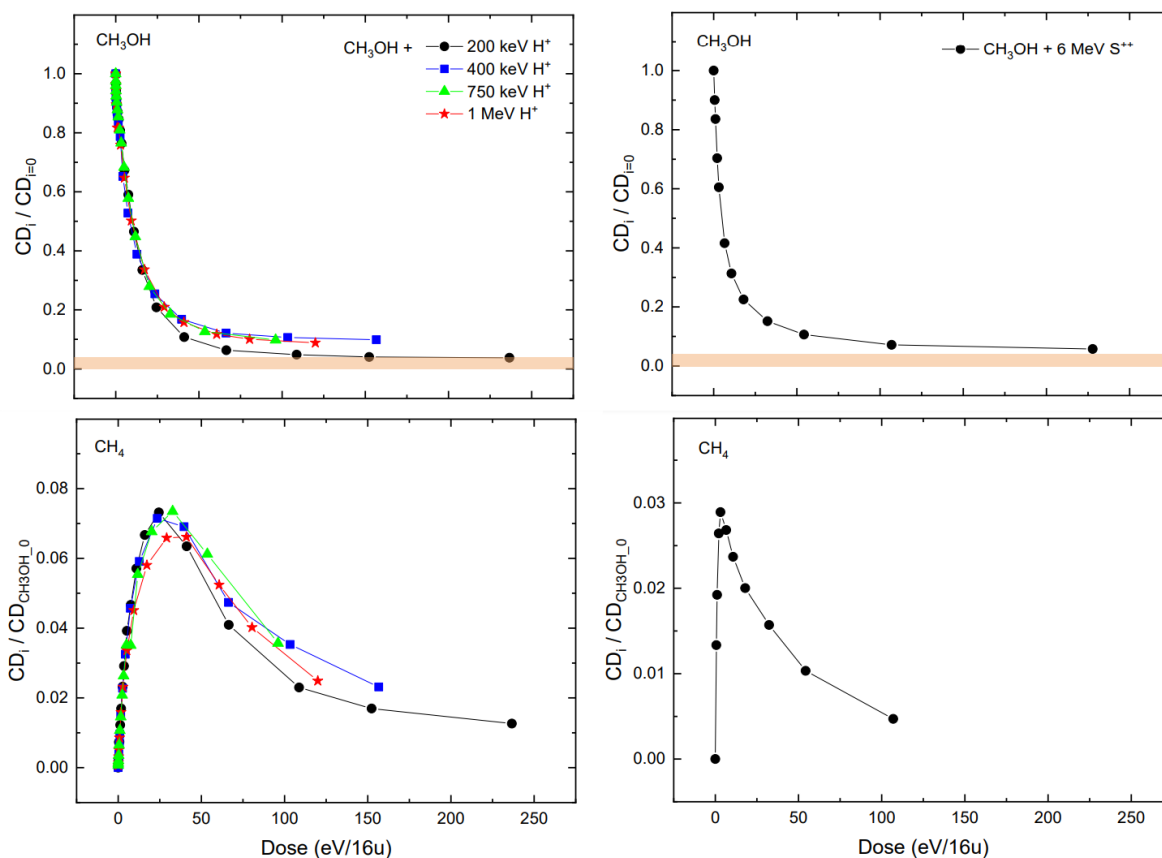 CH3OH
CH3OH +
200 keV H+
400 keV H+
750 keV H+
1 MeV H+
1.0
0.8
0.6
0.4
0.2
0.0
CDi / CDi=0
CH3OH
CH3OH + 6 MeV S++
1.0
0.8
0.6
0.4
0.2
0.0
CDi / CDi=0
CH4
0.08
0.06
0.04
0.02
0.00
CDi / CDCH3OH_0
0 50 100 150 200 250
Dose (eV/16u)
CH4
0.03
0.02
0.01
0.00
CDi / CDCH3OH_0
0 50 100 150 200 250
Dose (eV/16u)